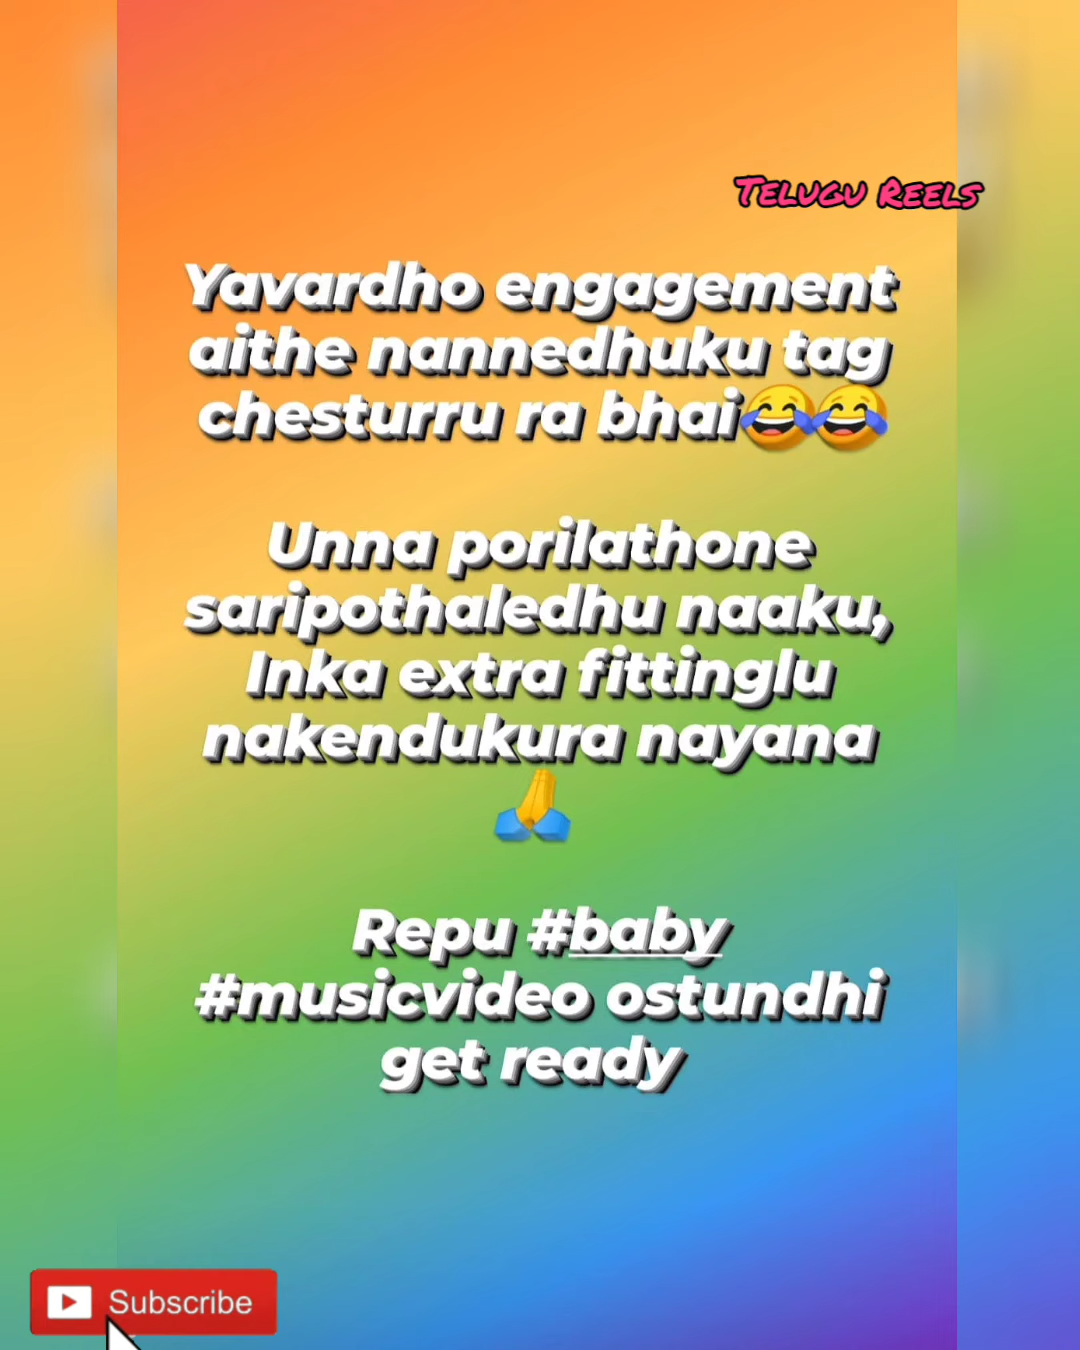 Telugu Reels
Yavardho engagement
aithe nannedhuku tag
chesturru ra bhai😂😂
Unna porilathone
saripothaledhu naaku,
Inka extra fittinglu
nakendukura nayana
🙏
Repu #baby
#musicvideo ostundhi
get ready
Subscribe